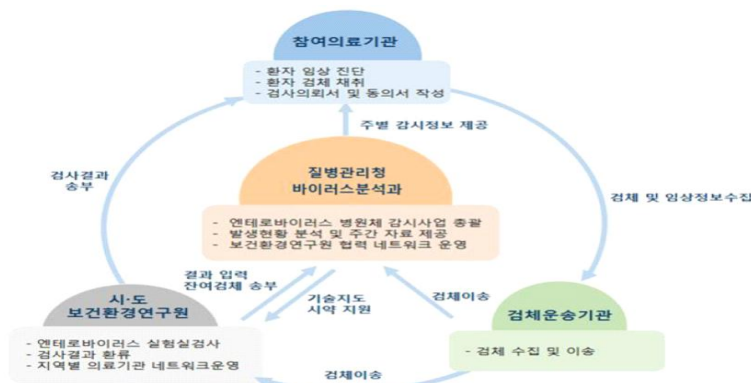 참여의료기관
- 환자 임상 진단
- 환자 검체 채취
- 검사의뢰서 및 동의서 작성
주별 감시정보 제공
검사결과
송부
질병관리청
바이러스분석과
- 엔테로바이러스 병원체 감시사업 총괄
- 발생현황 분석 및 주간 자료 제공
- 보건환경연구원 협력 네트워크 운영
검체 및 임상정보수집
결과 입력
잔여검체 송부
기술지도
시약 지원
검체이송
시·도
보건환경연구원
- 엔테로바이러스 실험실검사
- 검사결과 환류
- 지역별 의료기관 네트워크운영
검체운송기관
- 검체 수집 및 이송
검체이송